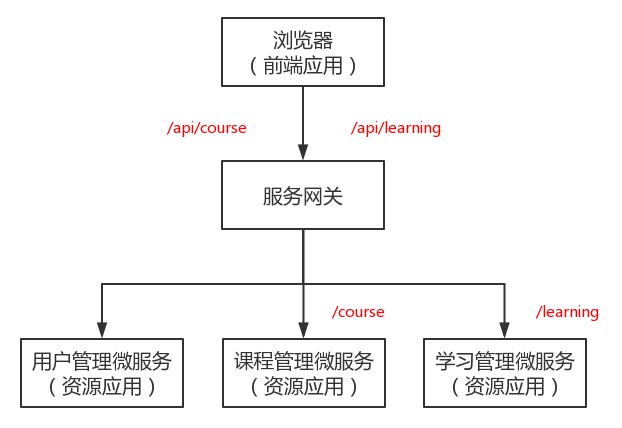 浏览器
（前端应用）
/api/course
/api/learning
服务网关
/course
/learning
用户管理微服务
（资源应用）
课程管理微服务
（资源应用）
学习管理微服务
（资源应用）